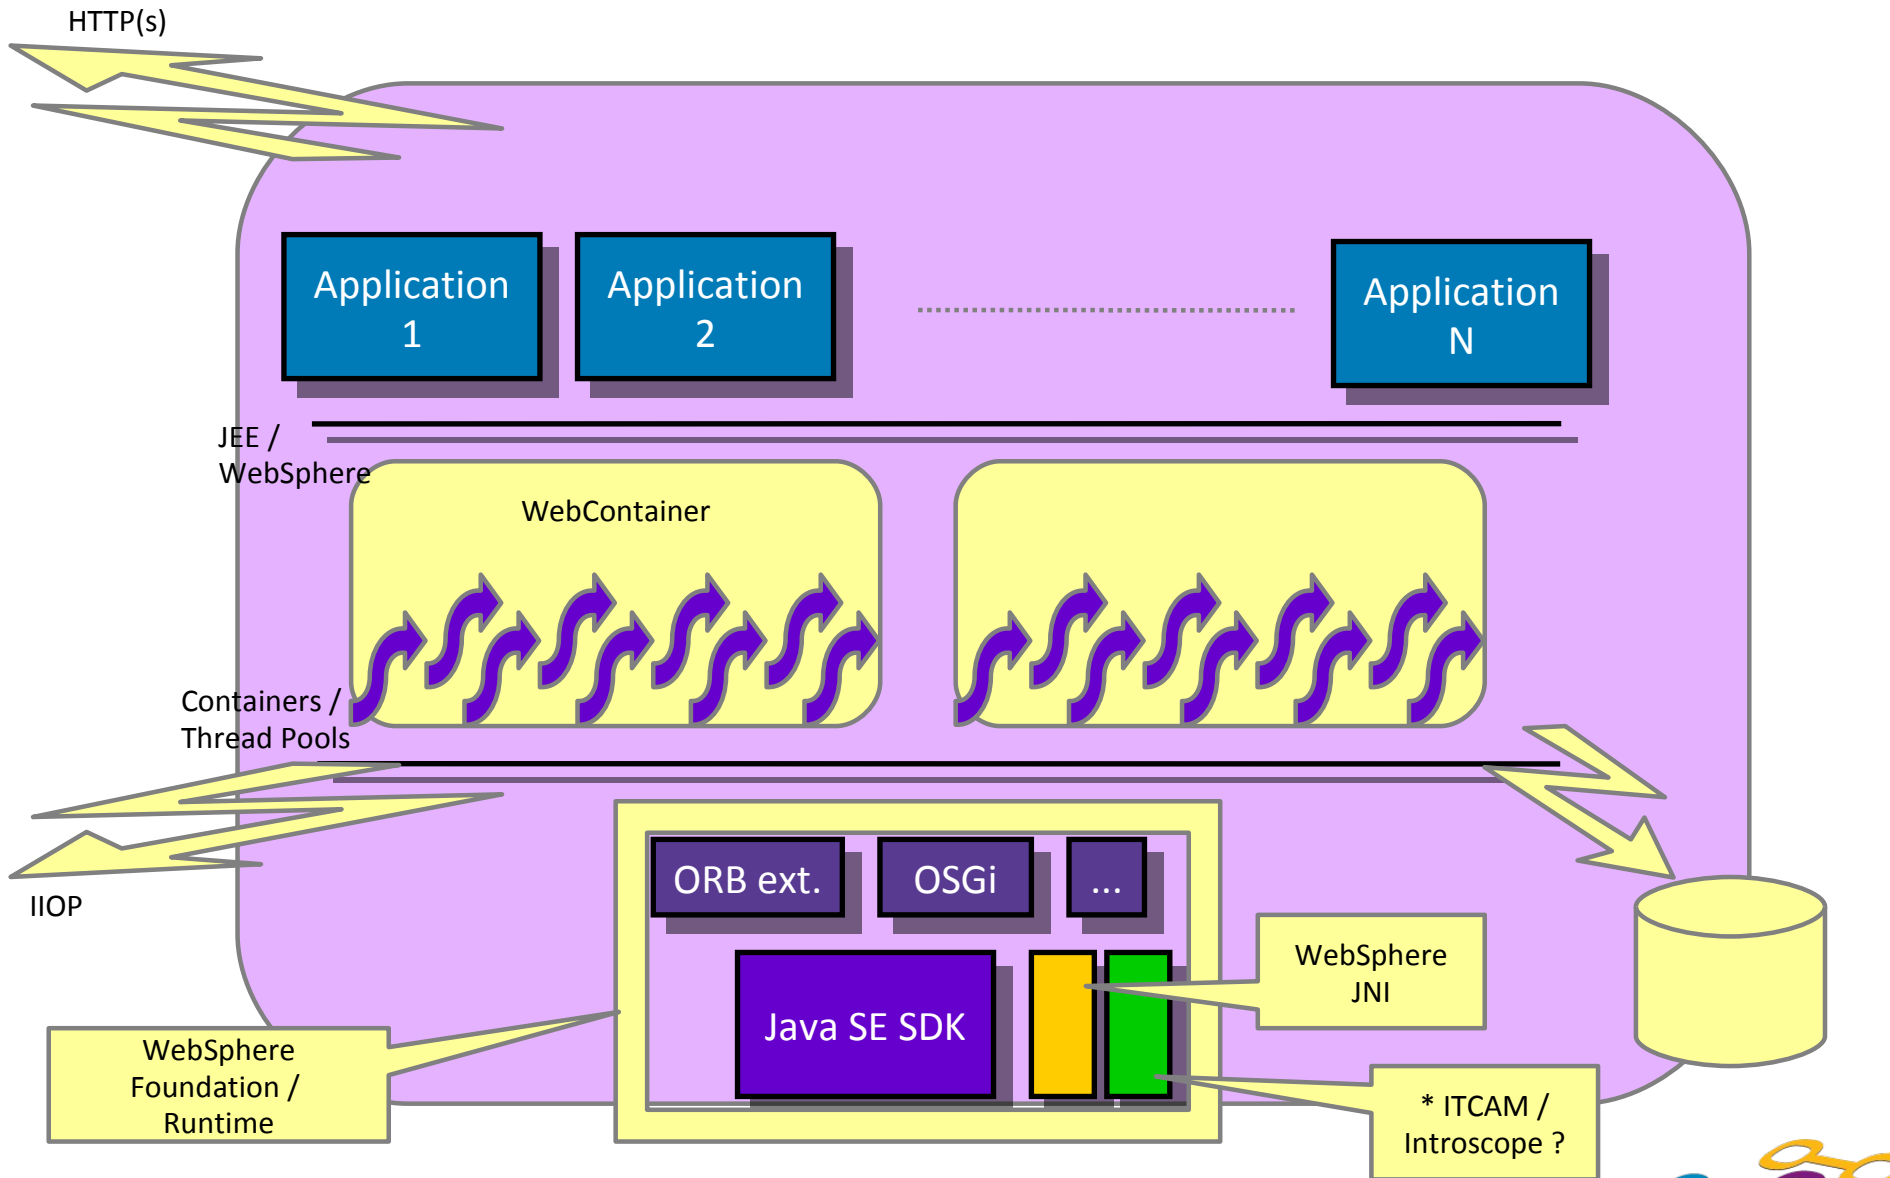 HTTP(s)
Application
1
Application
2
Application
N
JEE /
WebSphere
WebContainer
Containers /
Thread Pools
IIOP
ORB ext.
OSGi
...
Java SE SDK
WebSphere
JNI
WebSphere
Foundation /
Runtime
* ITCAM /
Introscope ?